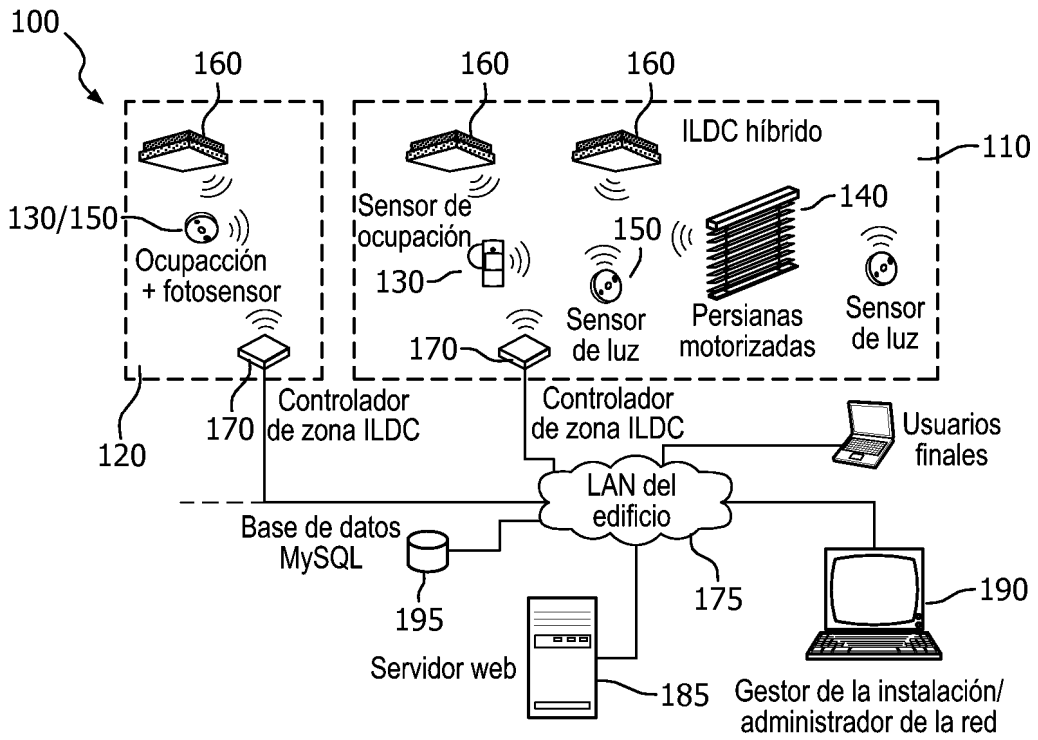 100
160
160
160
ILDC híbrido
110
130/150
Ocupacción
+ fotosensor
Sensor de
ocupación
130
150
Sensor
de luz
140
Persianas
motorizadas
Sensor
de luz
170
170
120
Controlador
de zona ILDC
Controlador
de zona ILDC
Usuarios
finales
LAN del
edificio
Base de datos
MySQL
195
175
190
Servidor web
185
Gestor de la instalación/
administrador de la red